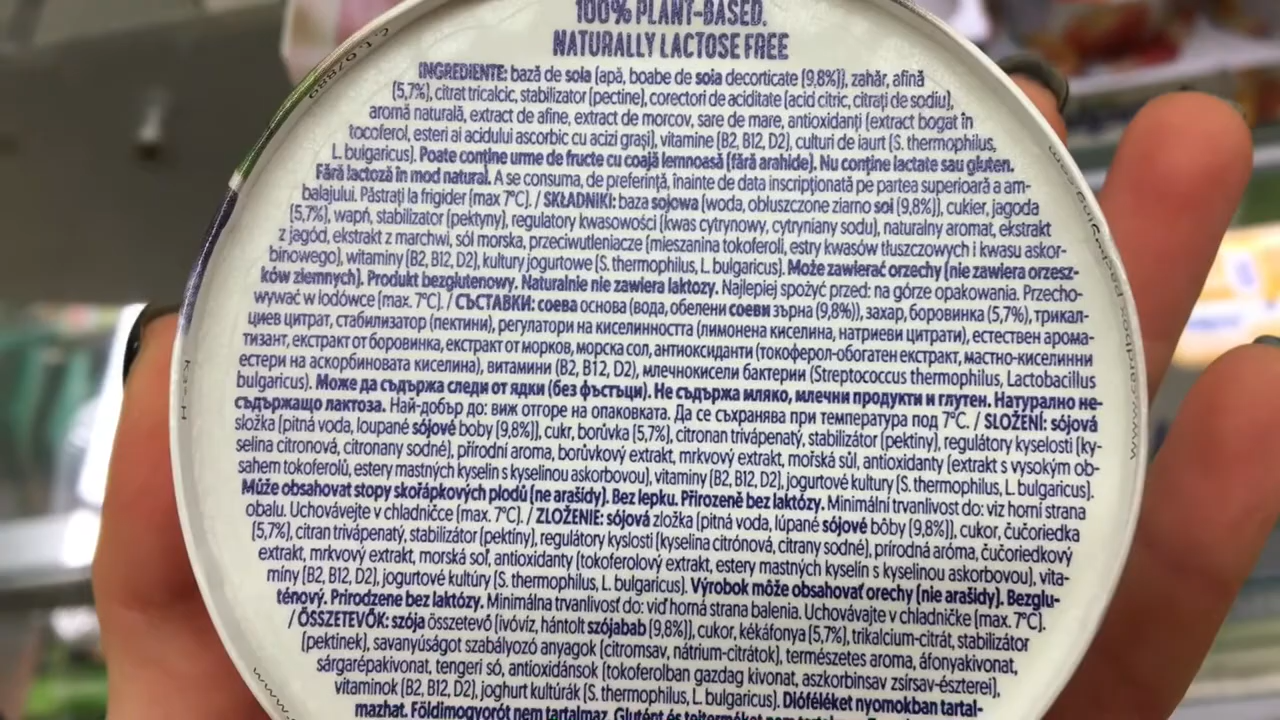 100% PLANT-BASED.
NATURALLY LACTOSE FREE
INGREDIENTE: bază de soia (apă, boabe de soia decorticate (9,8%)), zahăr, afină
(5,7%), citrat tricalcic, stabilizator (pectine), corectori de aciditate (acid citric, citrați de sodiu),
aromă naturală, extract de afine, extract de morcov, sare de mare, antioxidanți (extract bogat în
tocoferol, esteri ai acidului ascorbic cu acizi grași), vitamine (B2, B12, D2), culturi de iaurt (S. thermophilus,
L. bulgaricus). Poate conține urme de fructe cu coajă lemnoasă (fără arahide). Nu conține lactate sau gluten.
Fără lactoză în mod natural. A se consuma, de preferință, înainte de data inscripționată pe partea superioară a am-
balajului. Păstrați la frigider (max 7°C). / SKŁADNIKI: baza sojowa (woda, obłuszczone ziarno soi (9,8%)), cukier, jagoda
(5,7%), wapń, stabilizator (pektyny), regulatory kwasowości (kwas cytrynowy, cytryniany sodu), naturalny aromat, ekstrakt
z jagód, ekstrakt z marchwi, sól morska, przeciwutleniacze (mieszanina tokoferoli, estry kwasów tłuszczowych i kwasu askor-
binowego), witaminy (B2, B12, D2), kultury jogurtowe (S. thermophilus, L. bulgaricus). Może zawierać orzechy (nie zawiera orzesz-
ków ziemnych). Produkt bezglutenowy. Naturalnie nie zawiera laktozy. Najlepiej spożyć przed: na górze opakowania. Przecho-
wywać w lodówce (max. 7°C). / СЪСТАВКИ: соева основа (вода, обелени соеви зърна (9,8%)), захар, боровинка (5,7%), трикал-
циев цитрат, стабилизатор (пектини), регулатори на киселинността (лимонена киселина, натриеви цитрати), естествен арома-
тизант, екстракт от боровинка, екстракт от морков, морска сол, антиоксиданти (токоферол-обогатен екстракт, мастно-киселинни
естери на аскорбиновата киселина), витамини (B2, B12, D2), млечнокисели бактерии (Streptococcus thermophilus, Lactobacillus
bulgaricus). Може да съдържа следи от ядки (без фъстъци). Не съдържа мляко, млечни продукти и глутен. Натурално не-
съдържащо лактоза. Най-добър до: виж отгоре на опаковката. Да се съхранява при температура под 7°C. / SLOŽENÍ: sójová
složka (pitná voda, loupané sójové boby (9,8%)), cukr, borůvka (5,7%), citronan trivápenatý, stabilizátor (pektiny), regulátory kyselosti (ky-
selina citronová, citronany sodné), přírodní aroma, borůvkový extrakt, mrkvový extrakt, mořská sůl, antioxidanty (extrakt s vysokým ob-
sahem tokoferolů, estery mastných kyselin s kyselinou askorbovou), vitaminy (B2, B12, D2), jogurtové kultury (S. thermophilus, L. bulgaricus).
Může obsahovat stopy skořápkových plodů (ne arašídy). Bez lepku. Přirozeně bez laktózy. Minimální trvanlivost do: viz horní strana
obalu. Uchovávejte v chladničce (max. 7°C). / ZLOŽENIE: sójová zložka (pitná voda, lúpané sójové bôby (9,8%)), cukor, čučoriedka
(5,7%), citran trivápenatý, stabilizátor (pektíny), regulátory kyslosti (kyselina citrónová, citrany sodné), prírodná aróma, čučoriedkový
extrakt, mrkvový extrakt, morská soľ, antioxidanty (tokoferolový extrakt, estery mastných kyselín s kyselinou askorbovou), vita-
míny (B2, B12, D2), jogurtové kultúry (S. thermophilus, L. bulgaricus). Výrobok môže obsahovať orechy (nie arašidy). Bezglu-
ténový. Prirodzene bez laktózy. Minimálna trvanlivosť do: viď horná strana balenia. Uchovávajte v chladničke (max. 7°C).
/ ÖSSZETEVŐK: szója összetevő (ivóvíz, hántolt szójabab (9,8%)), cukor, kékáfonya (5,7%), trikalcium-citrát, stabilizátor
(pektinek), savanyúságot szabályozó anyagok (citromsav, nátrium-citrátok), természetes aroma, áfonyakivonat,
sárgarépakivonat, tengeri só, antioxidánsok (tokoferolban gazdag kivonat, aszkorbinsav zsírsav-észterei),
vitaminok (B2, B12, D2), joghurt kultúrák (S. thermophilus, L. bulgaricus). Dióféléket nyomokban tartal-
mazhat. Földimogyorót nem tartalmaz. Glutént és tejterméket nem